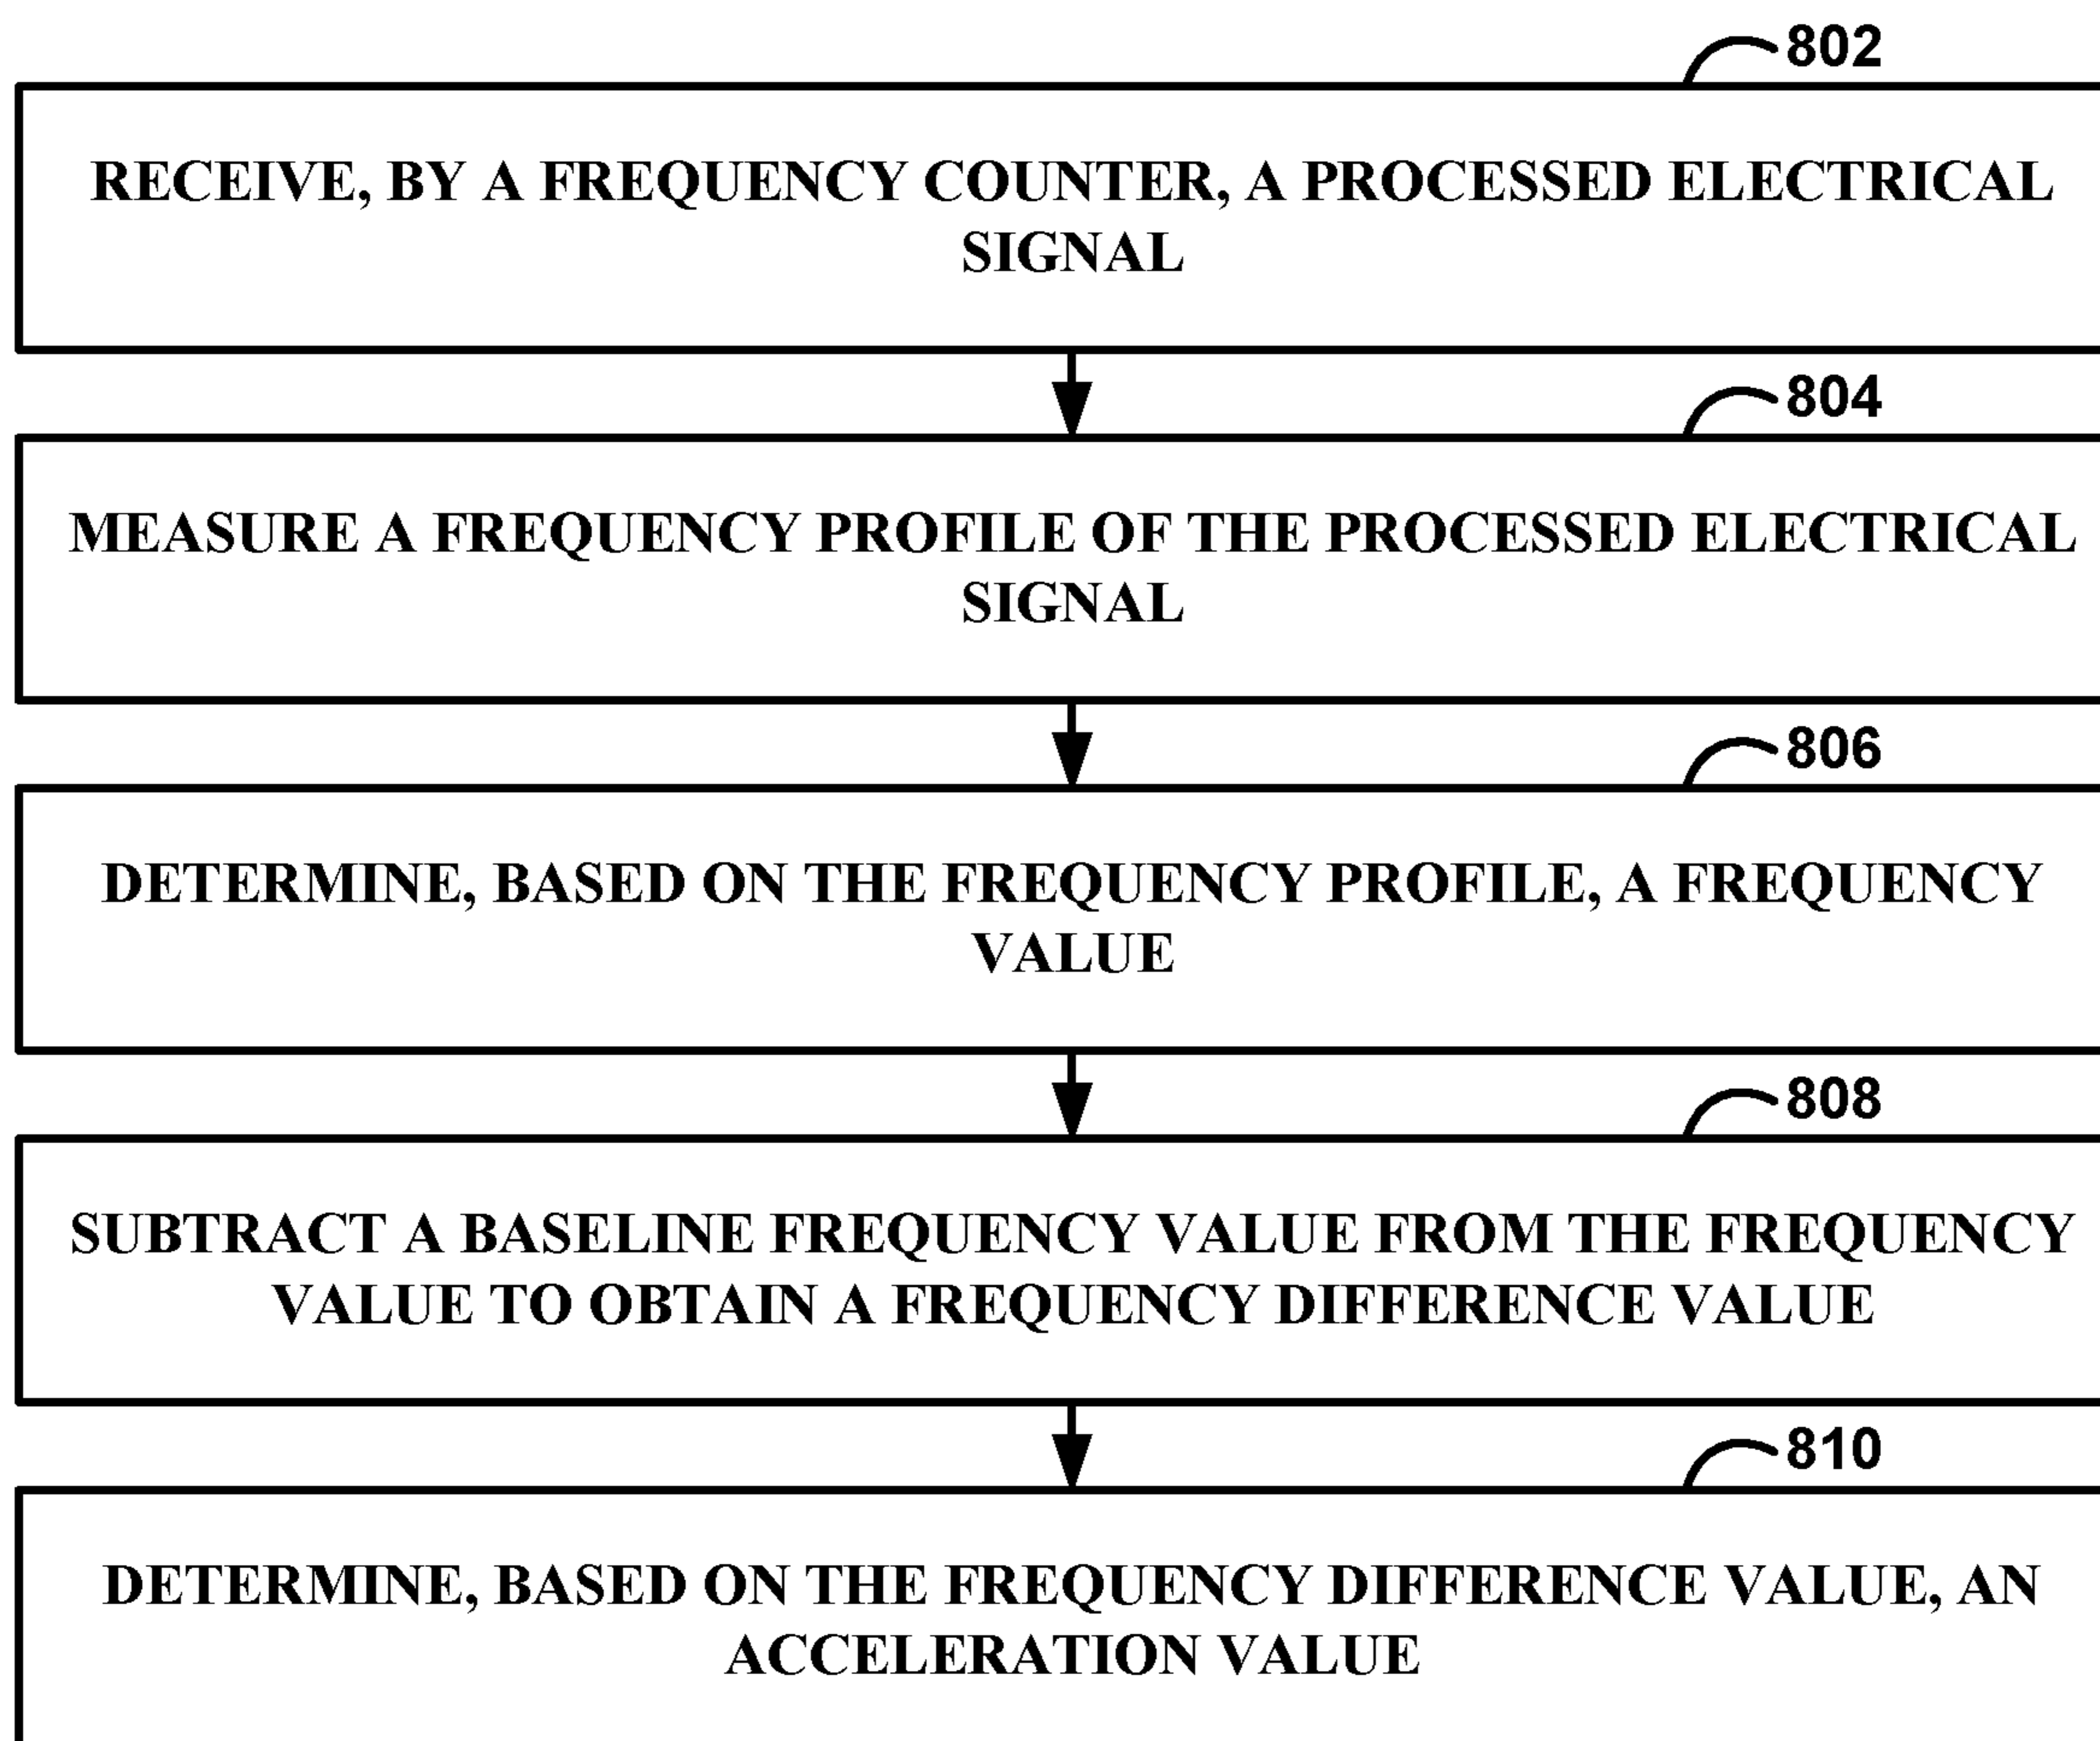 802
RECEIVE, BY A FREQUENCY COUNTER, A PROCESSED ELECTRICAL
SIGNAL
804
MEASURE A FREQUENCY PROFILE OF THE PROCESSED ELECTRICAL
SIGNAL
806
DETERMINE, BASED ON THE FREQUENCY PROFILE, A FREQUENCY
VALUE
808
SUBTRACT A BASELINE FREQUENCY VALUE FROM THE FREQUENCY
VALUE TO OBTAIN A FREQUENCY DIFFERENCE VALUE
810
DETERMINE, BASED ON THE FREQUENCY DIFFERENCE VALUE, AN
ACCELERATION VALUE